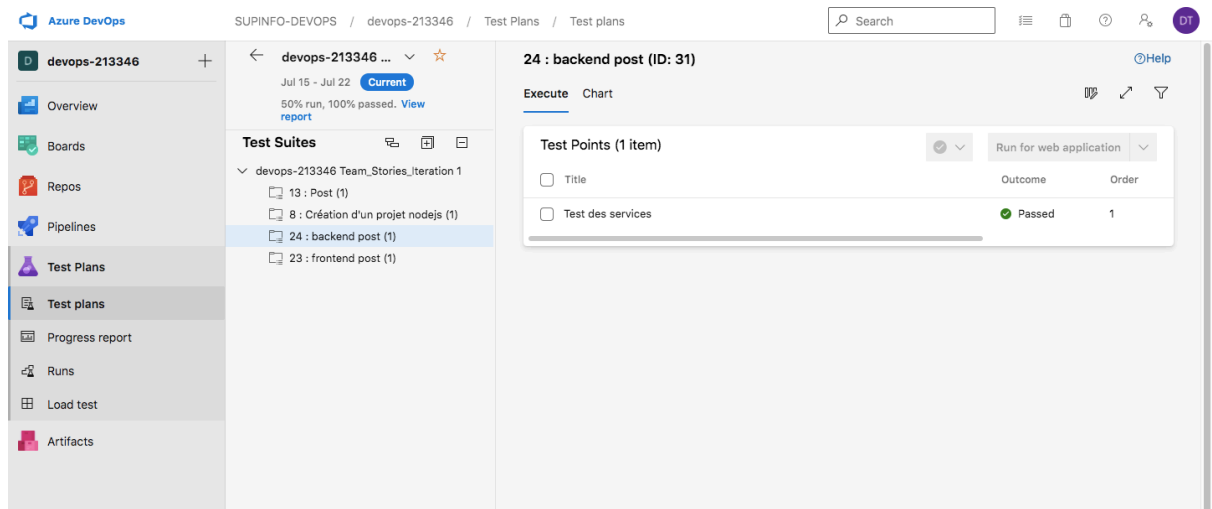 Azure DevOps
SUPINFO-DEVOPS / devops-213346 / Test Plans / Test plans
Search
DT
D devops-213346
Overview
Boards
Repos
Pipelines
Test Plans
Test plans
Progress report
Runs
Load test
Artifacts
devops-213346 ...
Jul 15 - Jul 22 Current
50% run, 100% passed. View
report
Test Suites
devops-213346 Team_Stories_Iteration 1
13 : Post (1)
8 : Création d'un projet nodejs (1)
24 : backend post (1)
23 : frontend post (1)
24 : backend post (ID: 31)
Help
Execute Chart
Test Points (1 item)
Run for web application
Title Outcome Order
Test des services Passed 1